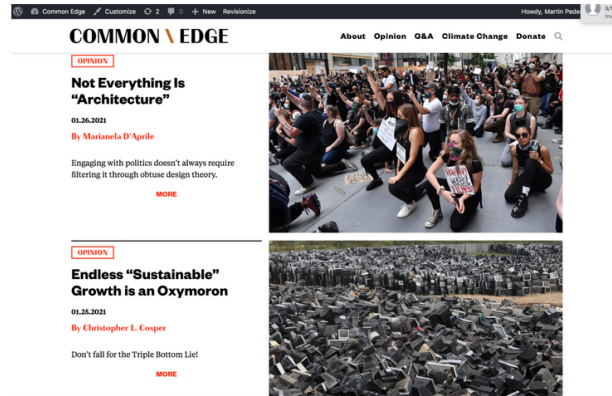 Common Edge Customize 2 0 New Revisionize Howdy, Martin Pede
COMMON \ EDGE About Opinion Q&A Climate Change Donate
OPINION
Not Everything Is
“Architecture”
01.26.2021
By Marianela D’Aprile
Engaging with politics doesn’t always require
filtering it through obtuse design theory.
MORE
OPINION
Endless “Sustainable”
Growth is an Oxymoron
01.25.2021
By Christopher L. Cosper
Don’t fall for the Triple Bottom Lie!
MORE